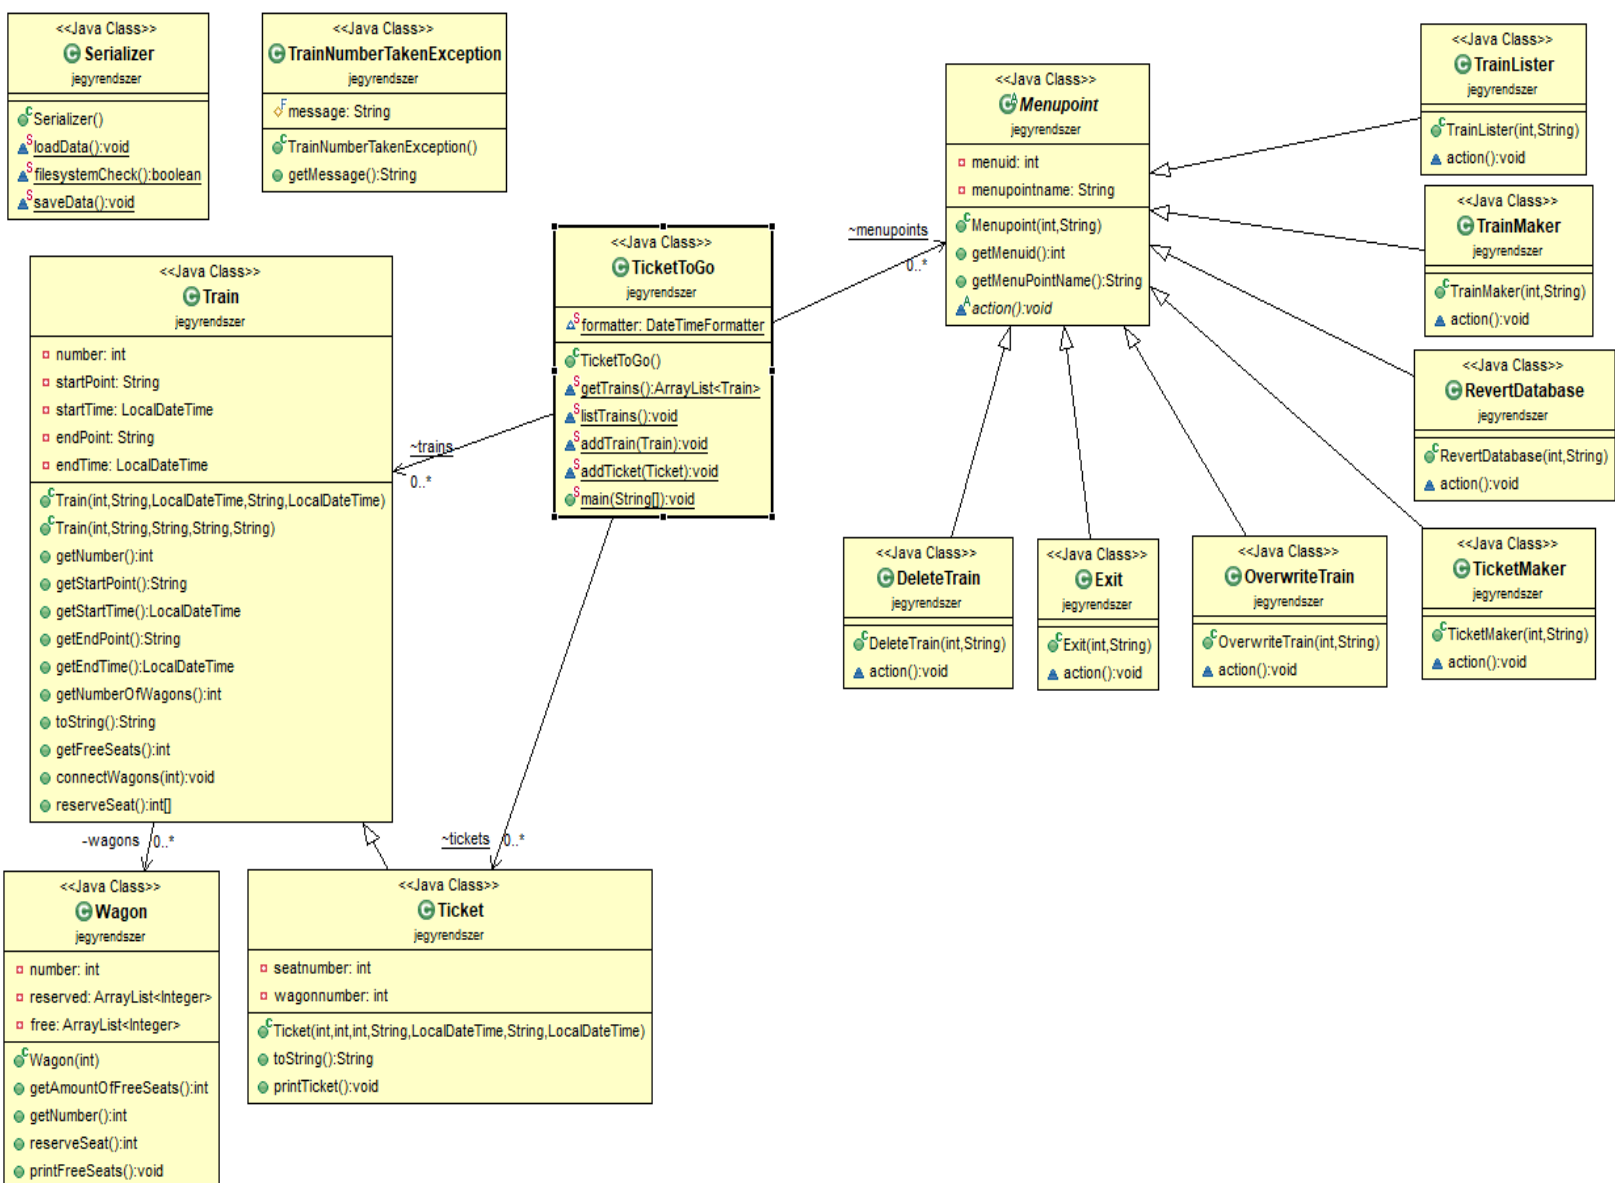 <<Java Class>>
Serializer
jegyrendszer
Serializer()
loadData():void
filesystemCheck():boolean
saveData():void
<<Java Class>>
TrainNumberTakenException
jegyrendszer
message: String
TrainNumberTakenException()
getMessage():String
<<Java Class>>
Menupoint
jegyrendszer
menuid: int
menupointname: String
Menupoint(int,String)
getMenuid():int
getMenuPointName():String
action():void
<<Java Class>>
TrainLister
jegyrendszer
TrainLister(int,String)
action():void
<<Java Class>>
TrainMaker
jegyrendszer
TrainMaker(int,String)
action():void
<<Java Class>>
RevertDatabase
jegyrendszer
RevertDatabase(int,String)
action():void
<<Java Class>>
TicketMaker
jegyrendszer
TicketMaker(int,String)
action():void
<<Java Class>>
OverwriteTrain
jegyrendszer
OverwriteTrain(int,String)
action():void
<<Java Class>>
Exit
jegyrendszer
Exit(int,String)
action():void
<<Java Class>>
DeleteTrain
jegyrendszer
DeleteTrain(int,String)
action():void
~menupoints
0..*
<<Java Class>>
TicketToGo
jegyrendszer
formatter: DateTimeFormatter
TicketToGo()
getTrains():ArrayList<Train>
listTrains():void
addTrain(Train):void
addTicket(Ticket):void
main(String[]):void
~trains
0..*
<<Java Class>>
Train
jegyrendszer
number: int
startPoint: String
startTime: LocalDateTime
endPoint: String
endTime: LocalDateTime
Train(int,String,LocalDateTime,String,LocalDateTime)
Train(int,String,String,String,String)
getNumber():int
getStartPoint():String
getStartTime():LocalDateTime
getEndPoint():String
getEndTime():LocalDateTime
getNumberOfWagons():int
toString():String
getFreeSeats():int
connectWagons(int):void
reserveSeat():int[]
-wagons 0..*
~tickets 0..*
<<Java Class>>
Wagon
jegyrendszer
number: int
reserved: ArrayList<Integer>
free: ArrayList<Integer>
Wagon(int)
getAmountOfFreeSeats():int
getNumber():int
reserveSeat():int
printFreeSeats():void
<<Java Class>>
Ticket
jegyrendszer
seatnumber: int
wagonnumber: int
Ticket(int,int,int,String,LocalDateTime,String,LocalDateTime)
toString():String
printTicket():void